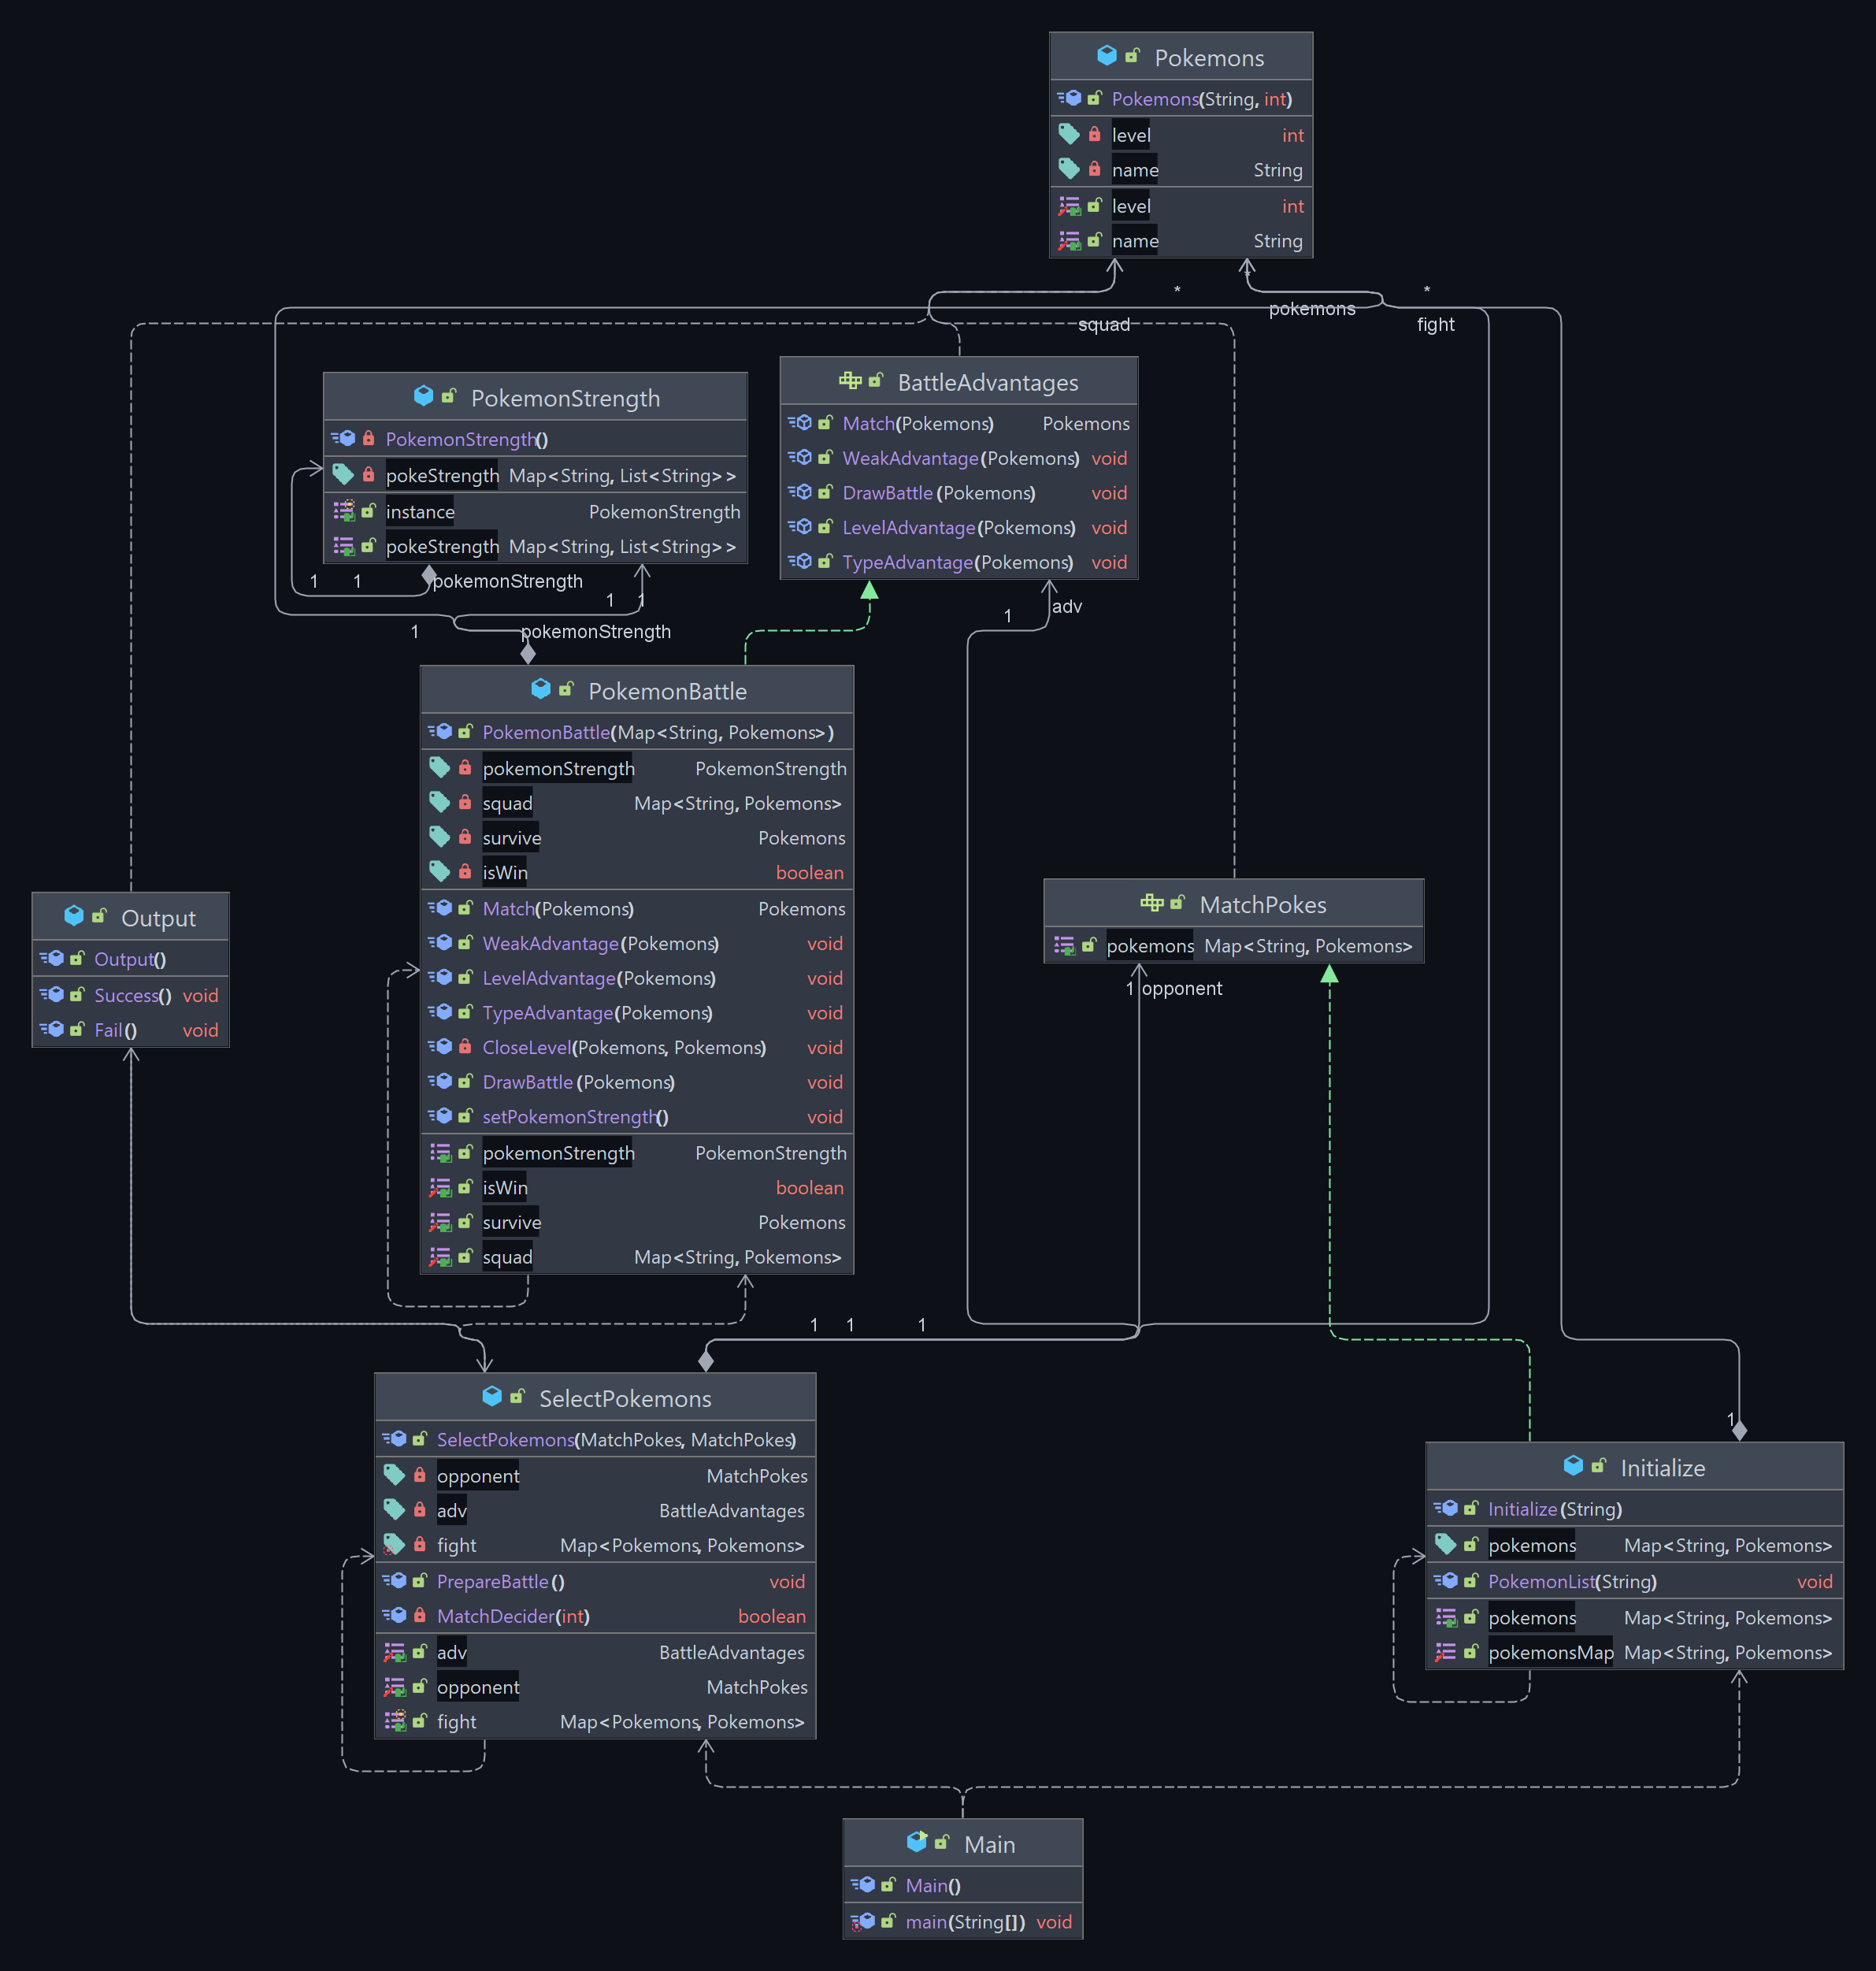 Pokemons
Pokemons(String, int)
level int
name String
level int
name String
*
*
*
pokemons
squad
fight
PokemonStrength
PokemonStrength()
pokeStrength Map<String, List<String>>
instance PokemonStrength
pokeStrength Map<String, List<String>>
1 1 pokemonStrength
1 1
1 pokemonStrength
BattleAdvantages
Match(Pokemons) Pokemons
WeakAdvantage(Pokemons) void
DrawBattle(Pokemons) void
LevelAdvantage(Pokemons) void
TypeAdvantage(Pokemons) void
1 adv
PokemonBattle
PokemonBattle(Map<String, Pokemons>)
pokemonStrength PokemonStrength
squad Map<String, Pokemons>
survive Pokemons
isWin boolean
Match(Pokemons) Pokemons
WeakAdvantage(Pokemons) void
LevelAdvantage(Pokemons) void
TypeAdvantage(Pokemons) void
CloseLevel(Pokemons, Pokemons) void
DrawBattle(Pokemons) void
setPokemonStrength() void
pokemonStrength PokemonStrength
isWin boolean
survive Pokemons
squad Map<String, Pokemons>
Output
Output()
Success() void
Fail() void
MatchPokes
pokemons Map<String, Pokemons>
1 opponent
1 1 1
SelectPokemons
SelectPokemons(MatchPokes, MatchPokes)
opponent MatchPokes
adv BattleAdvantages
fight Map<Pokemons, Pokemons>
PrepareBattle() void
MatchDecider(int) boolean
adv BattleAdvantages
opponent MatchPokes
fight Map<Pokemons, Pokemons>
1
Initialize
Initialize(String)
pokemons Map<String, Pokemons>
PokemonList(String) void
pokemons Map<String, Pokemons>
pokemonsMap Map<String, Pokemons>
Main
Main()
main(String[]) void